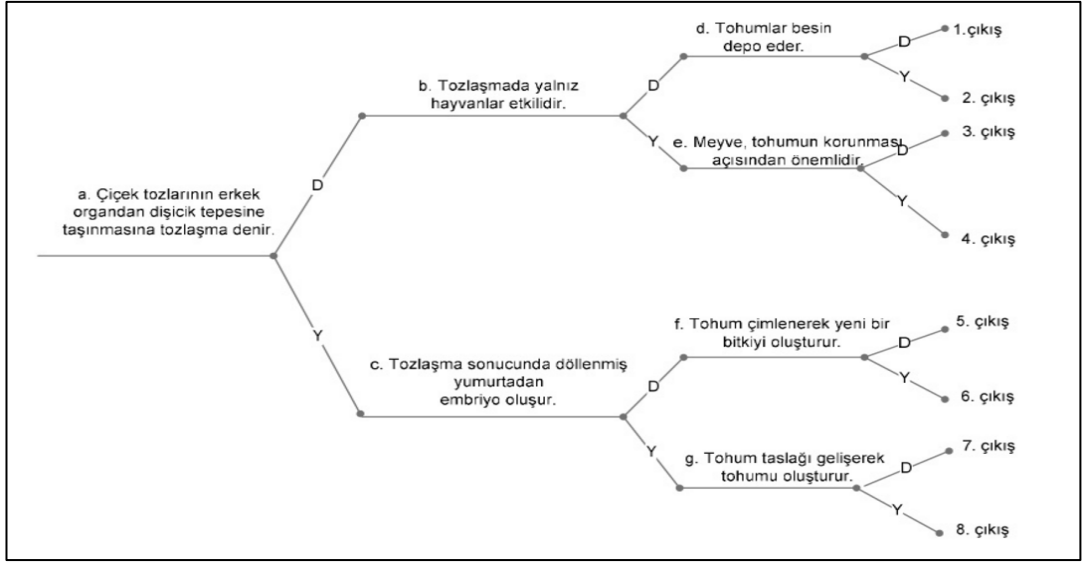 d. Tohumlar besin
depo eder.
D
1.çıkış
Y
2. çıkış
b. Tozlaşmada yalnız
hayvanlar etkilidir.
D
Y
e. Meyve, tohumun korunması
açısından önemlidir.
D
3. çıkış
Y
4. çıkış
a. Çiçek tozlarının erkek
organdan dişicik tepesine
taşınmasına tozlaşma denir.
D
Y
c. Tozlaşma sonucunda döllenmiş
yumurtadan
embriyo oluşur.
D
Y
f. Tohum çimlenerek yeni bir
bitkiyi oluşturur.
D
5. çıkış
Y
6. çıkış
g. Tohum taslağı gelişerek
tohumu oluşturur.
D
7. çıkış
Y
8. çıkış